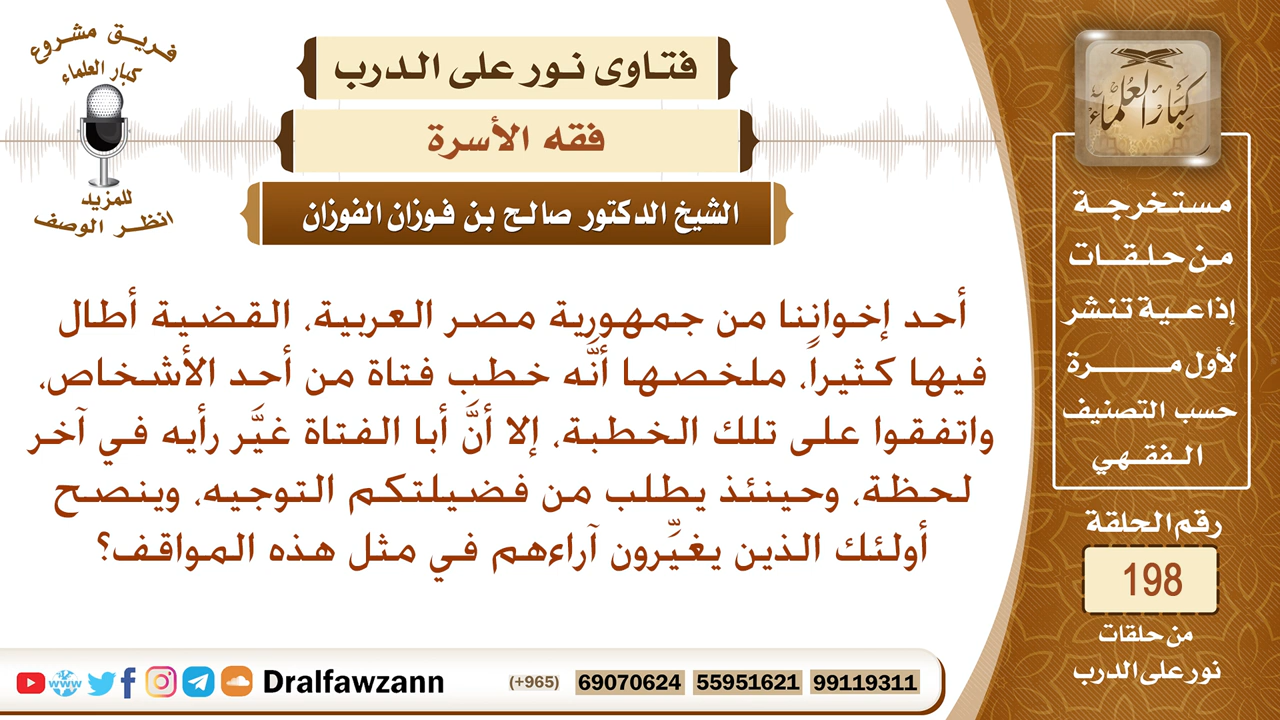 فريق مشروع
كبار العلماء
للمزيد
انظر الوصف
فتاوى نور على الدرب
فقه الأسرة
الشيخ الدكتور صالح بن فوزان الفوزان
أحد إخواننا من جمهورية مصر العربية، القضية أطال
فيها كثيراً، ملخصها أنَّه خطب فتاة من أحد الأشخاص،
واتفقوا على تلك الخطبة، إلا أنَّ أبا الفتاة غيَّر رأيه في آخر
لحظة، وحينئذ يطلب من فضيلتكم التوجيه، وينصح
أولئك الذين يغيِّرون آراءهم في مثل هذه المواقف؟
كبار العلماء
مستخرجة
من حلقات
إذاعية تنشر
لأول مرة
حسب التصنيف
الفقهي
رقم الحلقة
198
من حلقات
نور على الدرب
www Dralfawzann (+965) 69070624 55951621 99119311